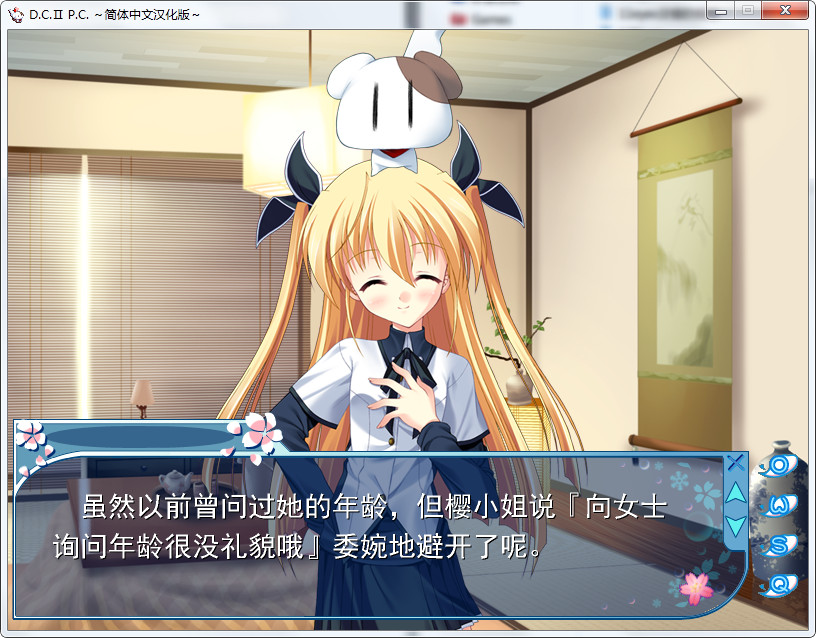 D.C.Ⅱ P.C. ～简体中文汉化版～
虽然以前曾问过她的年龄，但樱小姐说『向女士
询问年龄很没礼貌哦』委婉地避开了呢。
O
W
S
Q